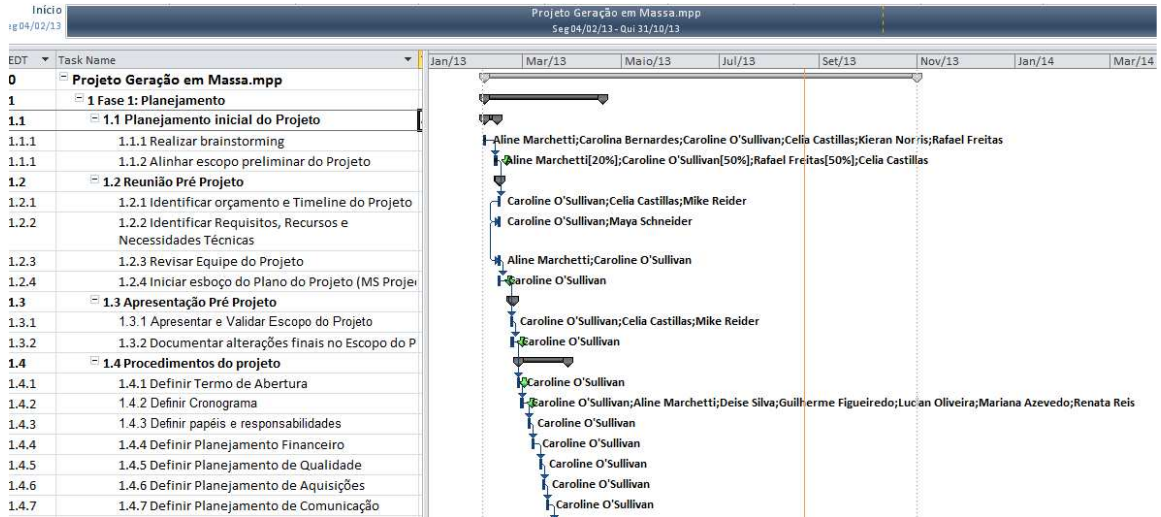 Início
Seg 04/02/13
Projeto Geração em Massa.mpp
Seg 04/02/13 - Qui 31/10/13
EDT Task Name Jan/13 Mar/13 Maio/13 Jul/13 Set/13 Nov/13 Jan/14 Mar/14
0 Projeto Geração em Massa.mpp
1 1 Fase 1: Planejamento
1.1 1.1 Planejamento inicial do Projeto
1.1.1 1.1.1 Realizar brainstorming Aline Marchetti;Carolina Bernardes;Caroline O'Sullivan;Celia Castillas;Kieran Norris;Rafael Freitas
1.1.1 1.1.2 Alinhar escopo preliminar do Projeto Aline Marchetti[20%];Caroline O'Sullivan[50%];Rafael Freitas[50%];Celia Castillas
1.2 1.2 Reunião Pré Projeto
1.2.1 1.2.1 Identificar orçamento e Timeline do Projeto Caroline O'Sullivan;Celia Castillas;Mike Reider
1.2.2 1.2.2 Identificar Requisitos, Recursos e Caroline O'Sullivan;Maya Schneider
Necessidades Técnicas
1.2.3 1.2.3 Revisar Equipe do Projeto Aline Marchetti;Caroline O'Sullivan
1.2.4 1.2.4 Iniciar esboço do Plano do Projeto (MS Projec Caroline O'Sullivan
1.3 1.3 Apresentação Pré Projeto
1.3.1 1.3.1 Apresentar e Validar Escopo do Projeto Caroline O'Sullivan;Celia Castillas;Mike Reider
1.3.2 1.3.2 Documentar alterações finais no Escopo do P Caroline O'Sullivan
1.4 1.4 Procedimentos do projeto
1.4.1 1.4.1 Definir Termo de Abertura Caroline O'Sullivan
1.4.2 1.4.2 Definir Cronograma Caroline O'Sullivan;Aline Marchetti;Deise Silva;Guilherme Figueiredo;Lucian Oliveira;Mariana Azevedo;Renata Reis
1.4.3 1.4.3 Definir papéis e responsabilidades Caroline O'Sullivan
1.4.4 1.4.4 Definir Planejamento Financeiro Caroline O'Sullivan
1.4.5 1.4.5 Definir Planejamento de Qualidade Caroline O'Sullivan
1.4.6 1.4.6 Definir Planejamento de Aquisições Caroline O'Sullivan
1.4.7 1.4.7 Definir Planejamento de Comunicação Caroline O'Sullivan